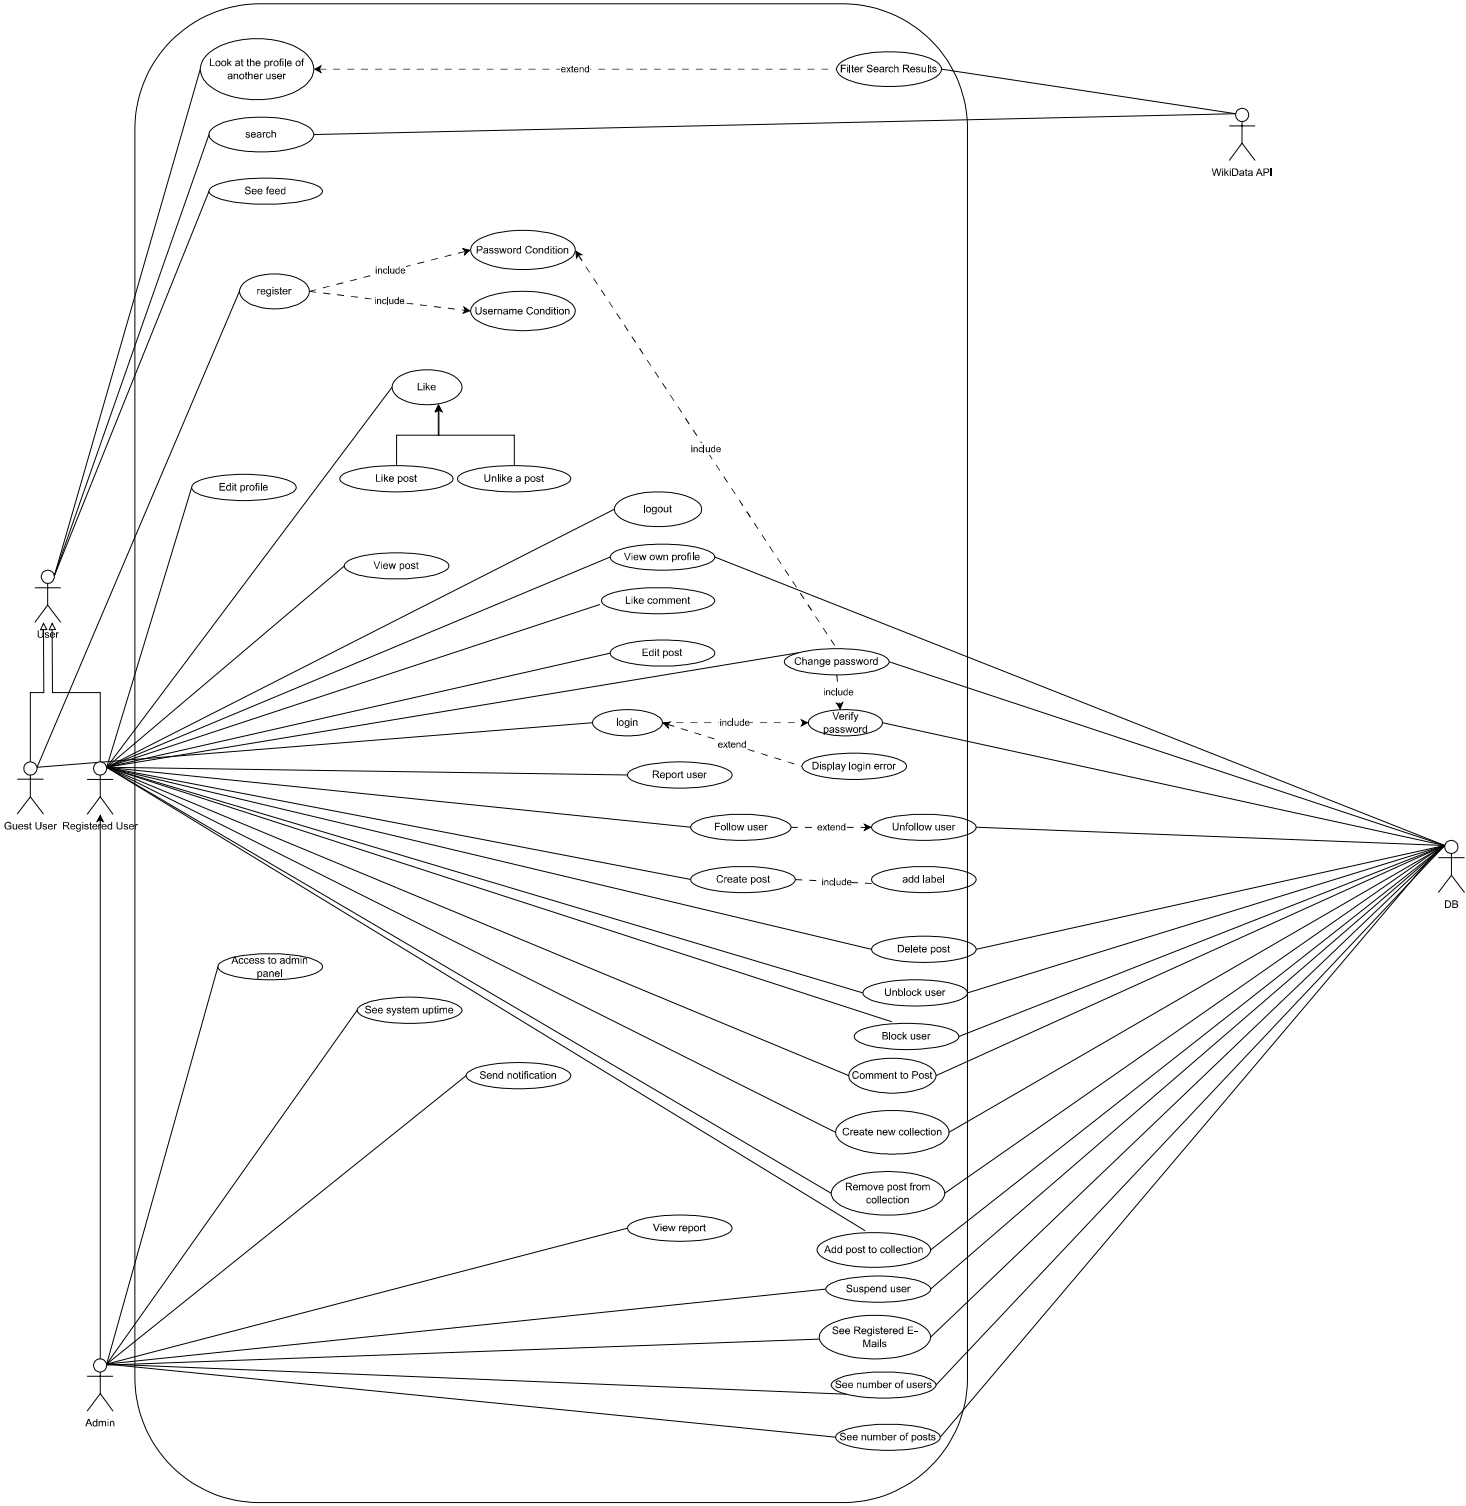 Look at the profile of
another user
extend
Filter Search Results
search
WikiData API
See feed
Password Condition
include
register
include
Username Condition
Like
include
Like post
Unlike a post
Edit profile
logout
View own profile
View post
Like comment
User
Edit post
Change password
include
login
include
Verify
password
extend
Display login error
Report user
Guest User
Registered User
Follow user
extend
Unfollow user
Create post
include
add label
DB
Delete post
Access to admin
panel
Unblock user
See system uptime
Block user
Send notification
Comment to Post
Create new collection
Remove post from
collection
View report
Add post to collection
Suspend user
See Registered E-
Mails
See number of users
Admin
See number of posts